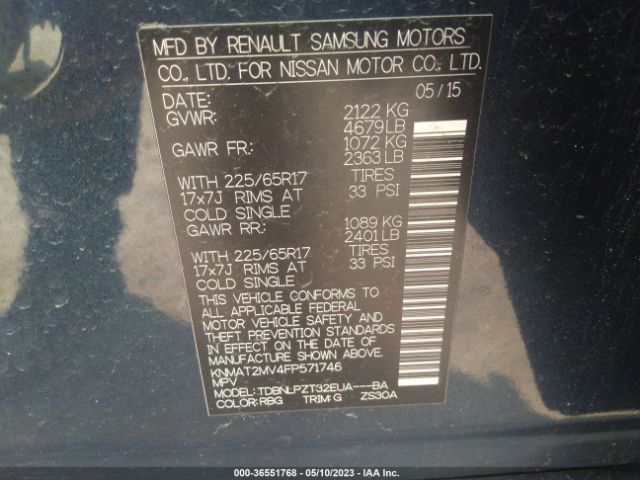 MFD BY RENAULT SAMSUNG MOTORS
CO., LTD. FOR NISSAN MOTOR CO., LTD.
DATE: 05/15
GVWR: 2122 KG
4679 LB
GAWR FR: 1072 KG
2363 LB
WITH 225/65R17 TIRES
17x7J RIMS AT 33 PSI
COLD SINGLE
GAWR RR: 1089 KG
2401 LB
WITH 225/65R17 TIRES
17x7J RIMS AT 33 PSI
COLD SINGLE
THIS VEHICLE CONFORMS TO
ALL APPLICABLE FEDERAL
MOTOR VEHICLE SAFETY AND
THEFT PREVENTION STANDARDS
IN EFFECT ON THE DATE OF
MANUFACTURE SHOWN ABOVE.
KNMAT2MV4FP571746
MPV
MODEL: TDBNLPZT32EUA---BA
COLOR: RBG TRIM: G ZS30A
000-36551768 - 05/10/2023 - IAA Inc.